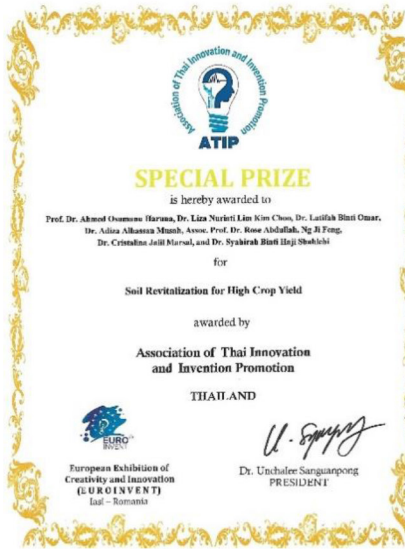 Association of Thai Innovation and Invention Promotion
ATIP
SPECIAL PRIZE
is hereby awarded to
Prof. Dr. Ahmed Osumanu Haruna, Dr. Liza Nuriati Lim Kim Choo, Dr. Latifah Binti Omar,
Dr. Adiza Alhassan Musah, Assoc. Prof. Dr. Rose Abdullah, Ng Ji Feng,
Dr. Cristalina Jalil Marsal, and Dr. Syahirah Binti Haji Shahlehi
for
Soil Revitalization for High Crop Yield
awarded by
Association of Thai Innovation
and Invention Promotion
THAILAND
EURO
INVENT
European Exhibition of
Creativity and Innovation
(EUROINVENT)
Iasi – Romania
Dr. Unchalee Sanguanpong
PRESIDENT